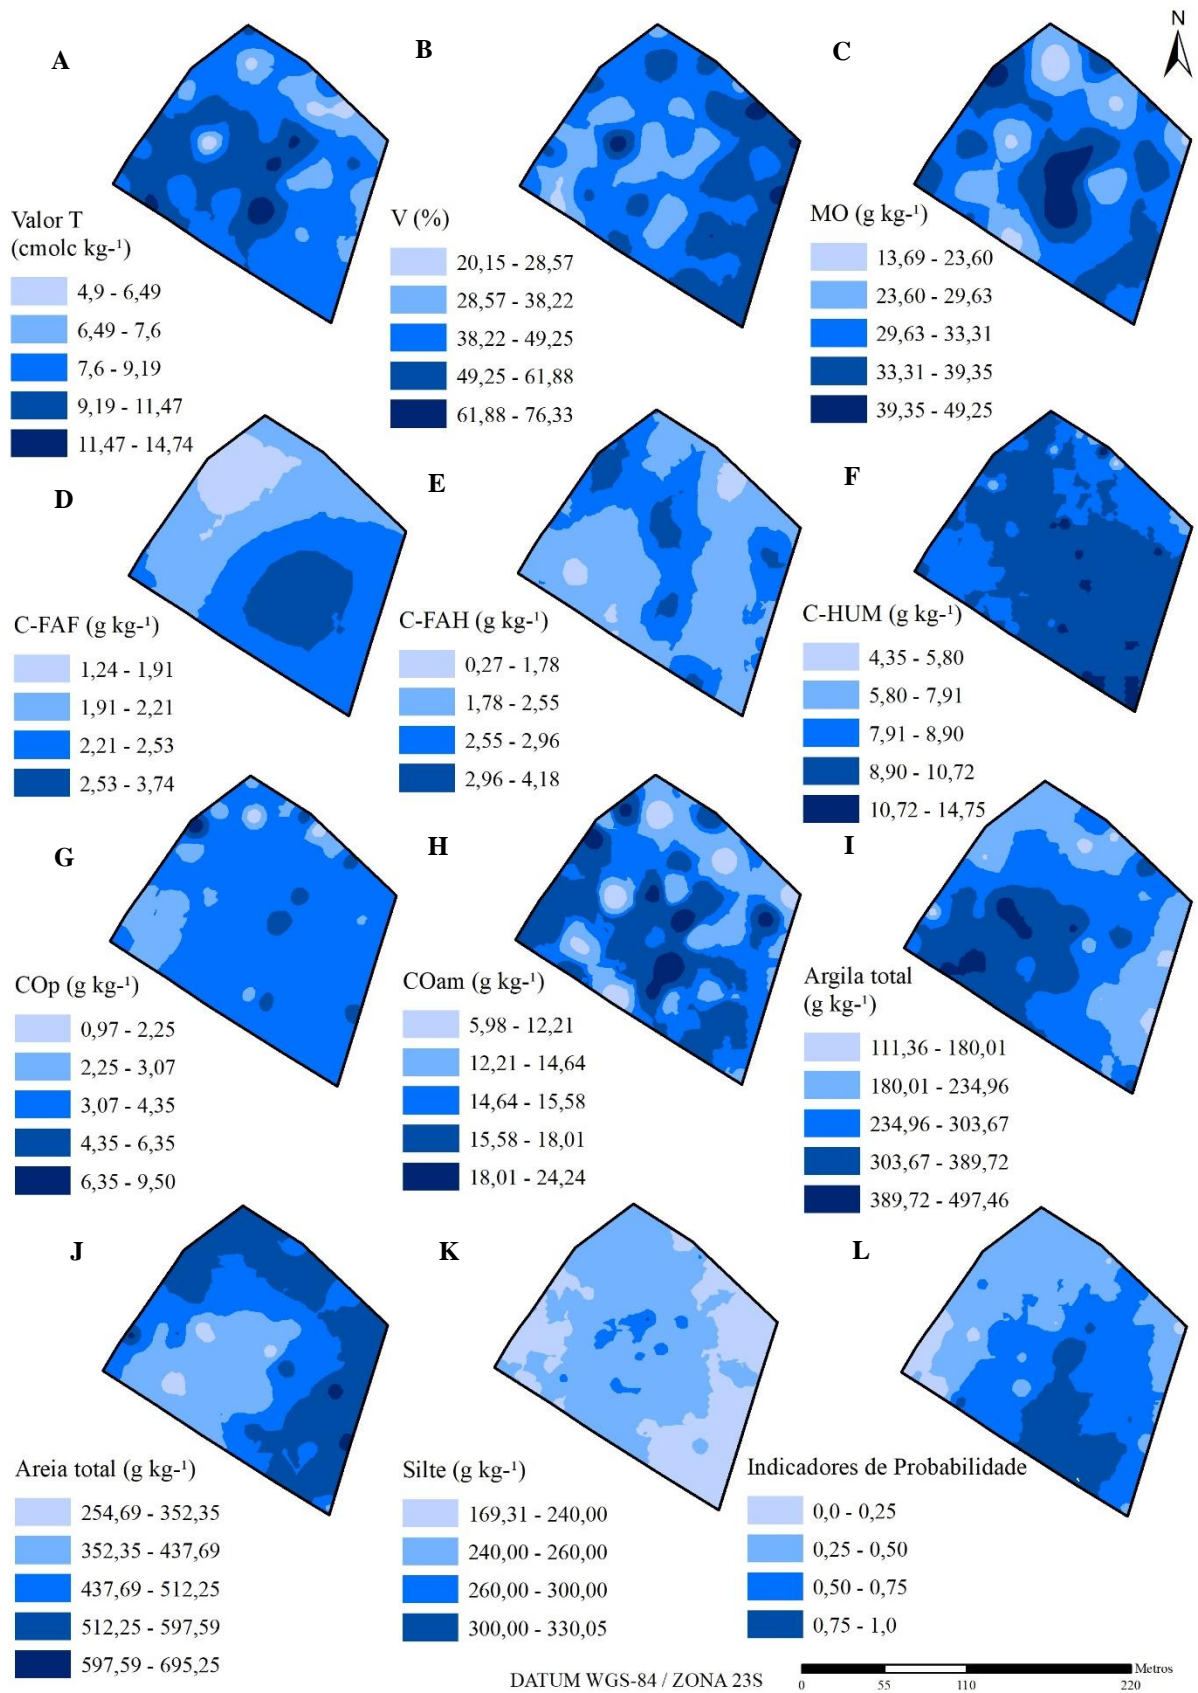 N
A
B
C
Valor T
(cmolc kg-¹)
4,9 - 6,49
6,49 - 7,6
7,6 - 9,19
9,19 - 11,47
11,47 - 14,74
V (%)
20,15 - 28,57
28,57 - 38,22
38,22 - 49,25
49,25 - 61,88
61,88 - 76,33
MO (g kg-¹)
13,69 - 23,60
23,60 - 29,63
29,63 - 33,31
33,31 - 39,35
39,35 - 49,25
D
E
F
C-FAF (g kg-¹)
1,24 - 1,91
1,91 - 2,21
2,21 - 2,53
2,53 - 3,74
C-FAH (g kg-¹)
0,27 - 1,78
1,78 - 2,55
2,55 - 2,96
2,96 - 4,18
C-HUM (g kg-¹)
4,35 - 5,80
5,80 - 7,91
7,91 - 8,90
8,90 - 10,72
10,72 - 14,75
G
H
I
COp (g kg-¹)
0,97 - 2,25
2,25 - 3,07
3,07 - 4,35
4,35 - 6,35
6,35 - 9,50
COam (g kg-¹)
5,98 - 12,21
12,21 - 14,64
14,64 - 15,58
15,58 - 18,01
18,01 - 24,24
Argila total
(g kg-¹)
111,36 - 180,01
180,01 - 234,96
234,96 - 303,67
303,67 - 389,72
389,72 - 497,46
J
K
L
Areia total (g kg-¹)
254,69 - 352,35
352,35 - 437,69
437,69 - 512,25
512,25 - 597,59
597,59 - 695,25
Silte (g kg-¹)
169,31 - 240,00
240,00 - 260,00
260,00 - 300,00
300,00 - 330,05
Indicadores de Probabilidade
0,0 - 0,25
0,25 - 0,50
0,50 - 0,75
0,75 - 1,0
DATUM WGS-84 / ZONA 23S
Metros
0 55 110 220